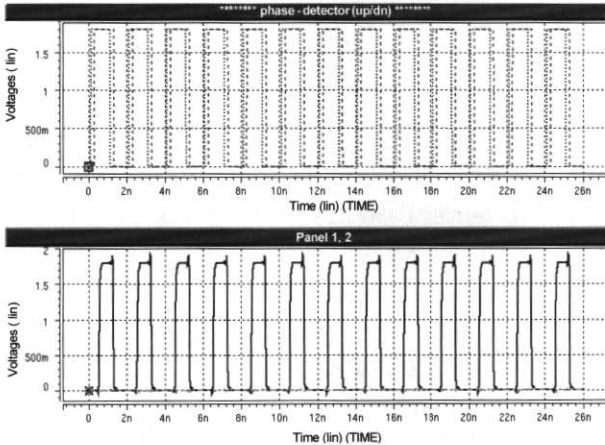 ******* phase-detector(up/dn) *******
Voltages (lin)
1.5
1
500m
0
0 2n 4n 6n 8n 10n 12n 14n 16n 18n 20n 22n 24n 26n
Time (lin) (TIME)
Panel 1, 2
Voltages (lin)
2
1.5
1
500m
0
0 2n 4n 6n 8n 10n 12n 14n 16n 18n 20n 22n 24n 26n
Time (lin) (TIME)